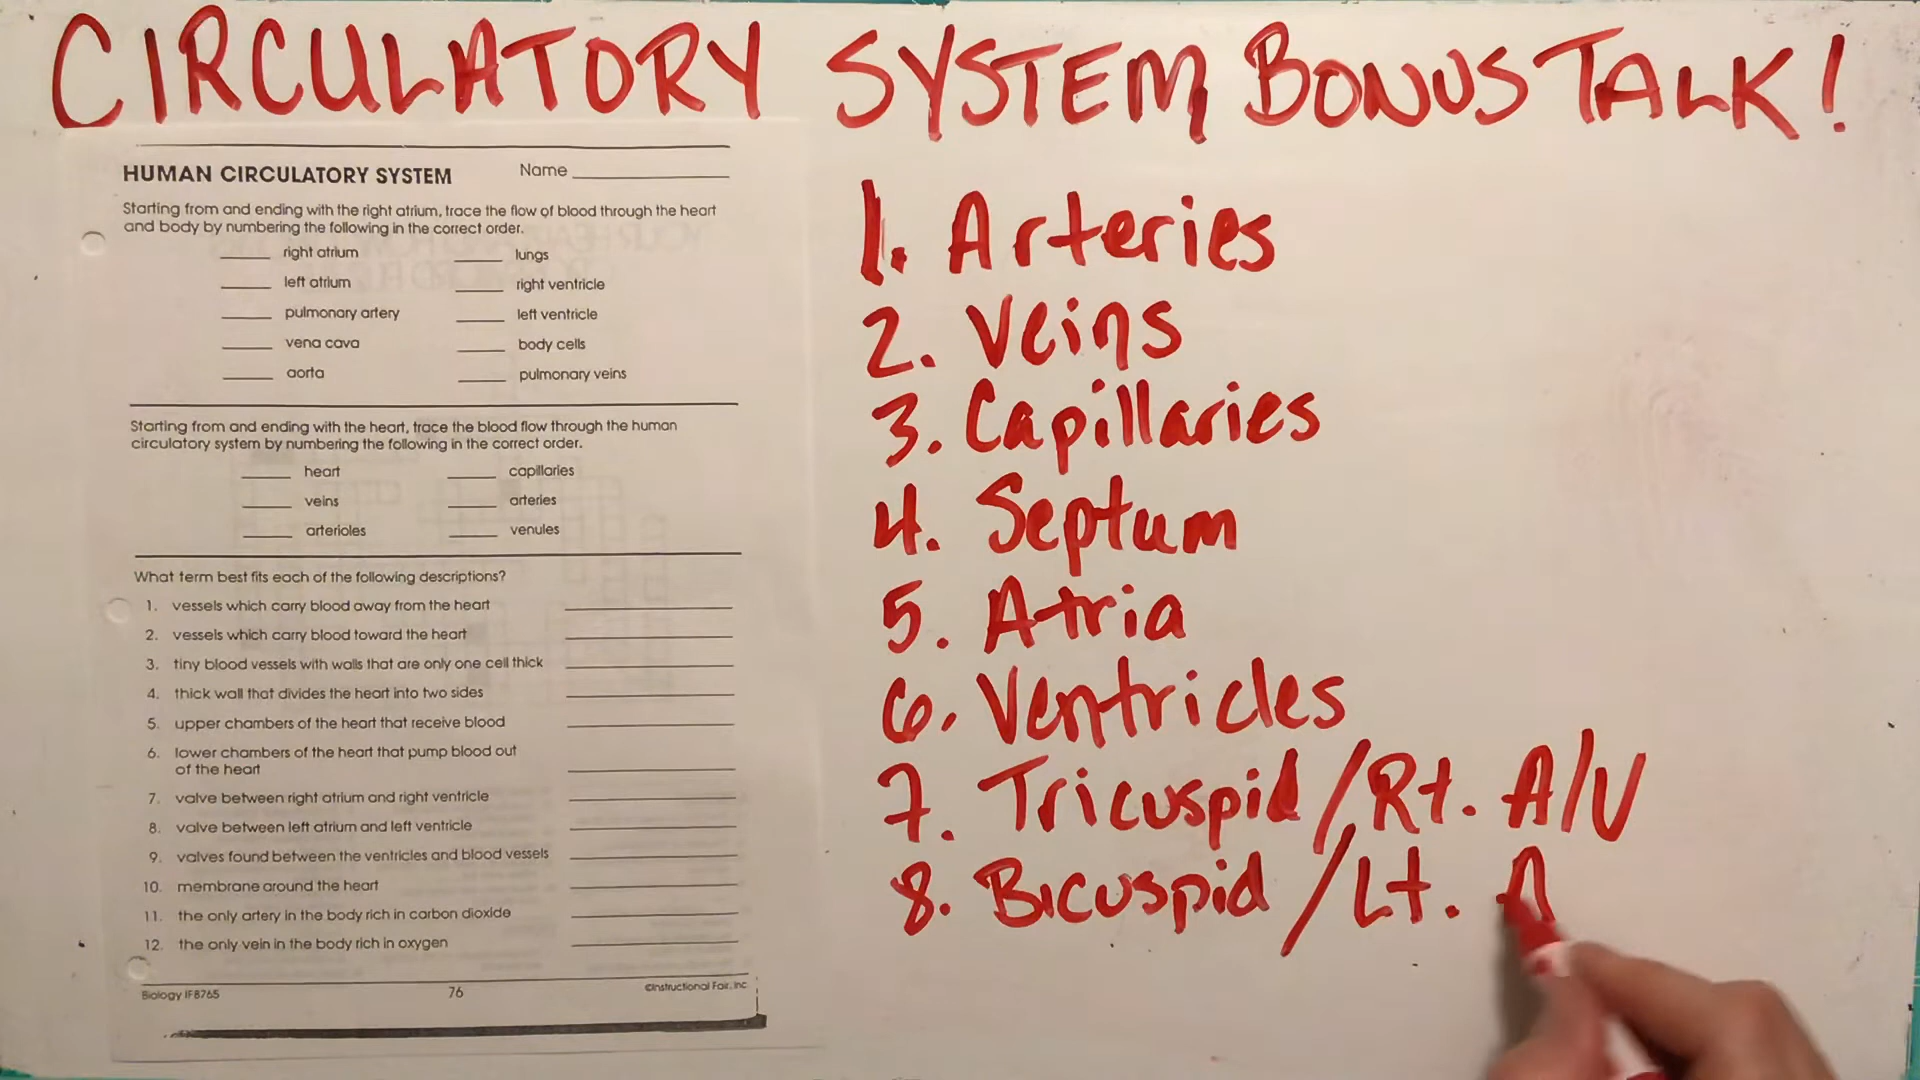 CIRCULATORY SYSTEM BONUS TALK!
HUMAN CIRCULATORY SYSTEM Name
Starting from and ending with the right atrium, trace the flow of blood through the heart
and body by numbering the following in the correct order.
right atrium lungs
left atrium right ventricle
pulmonary artery left ventricle
vena cava body cells
aorta pulmonary veins
Starting from and ending with the heart, trace the blood flow through the human
circulatory system by numbering the following in the correct order.
heart capillaries
veins arteries
arterioles venules
What term best fits each of the following descriptions?
1. vessels which carry blood away from the heart
2. vessels which carry blood toward the heart
3. tiny blood vessels with walls that are only one cell thick
4. thick wall that divides the heart into two sides
5. upper chambers of the heart that receive blood
6. lower chambers of the heart that pump blood out
of the heart
7. valve between right atrium and right ventricle
8. valve between left atrium and left ventricle
9. valves found between the ventricles and blood vessels
10. membrane around the heart
11. the only artery in the body rich in carbon dioxide
12. the only vein in the body rich in oxygen
Biology IF8765 76 ©Instructional Fair, Inc
1. Arteries
2. Veins
3. Capillaries
4. Septum
5. Atria
6. Ventricles
7. Tricuspid/Rt. A/V
8. Bicuspid/Lt. A